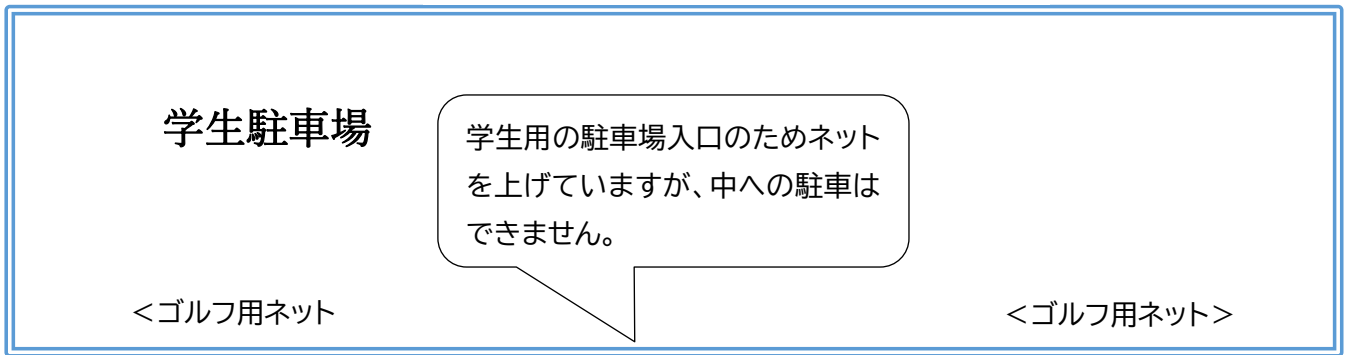 学生駐車場
学生用の駐車場入口のためネット
を上げていますが、中への駐車は
できません。
＜ゴルフ用ネット
＜ゴルフ用ネット＞